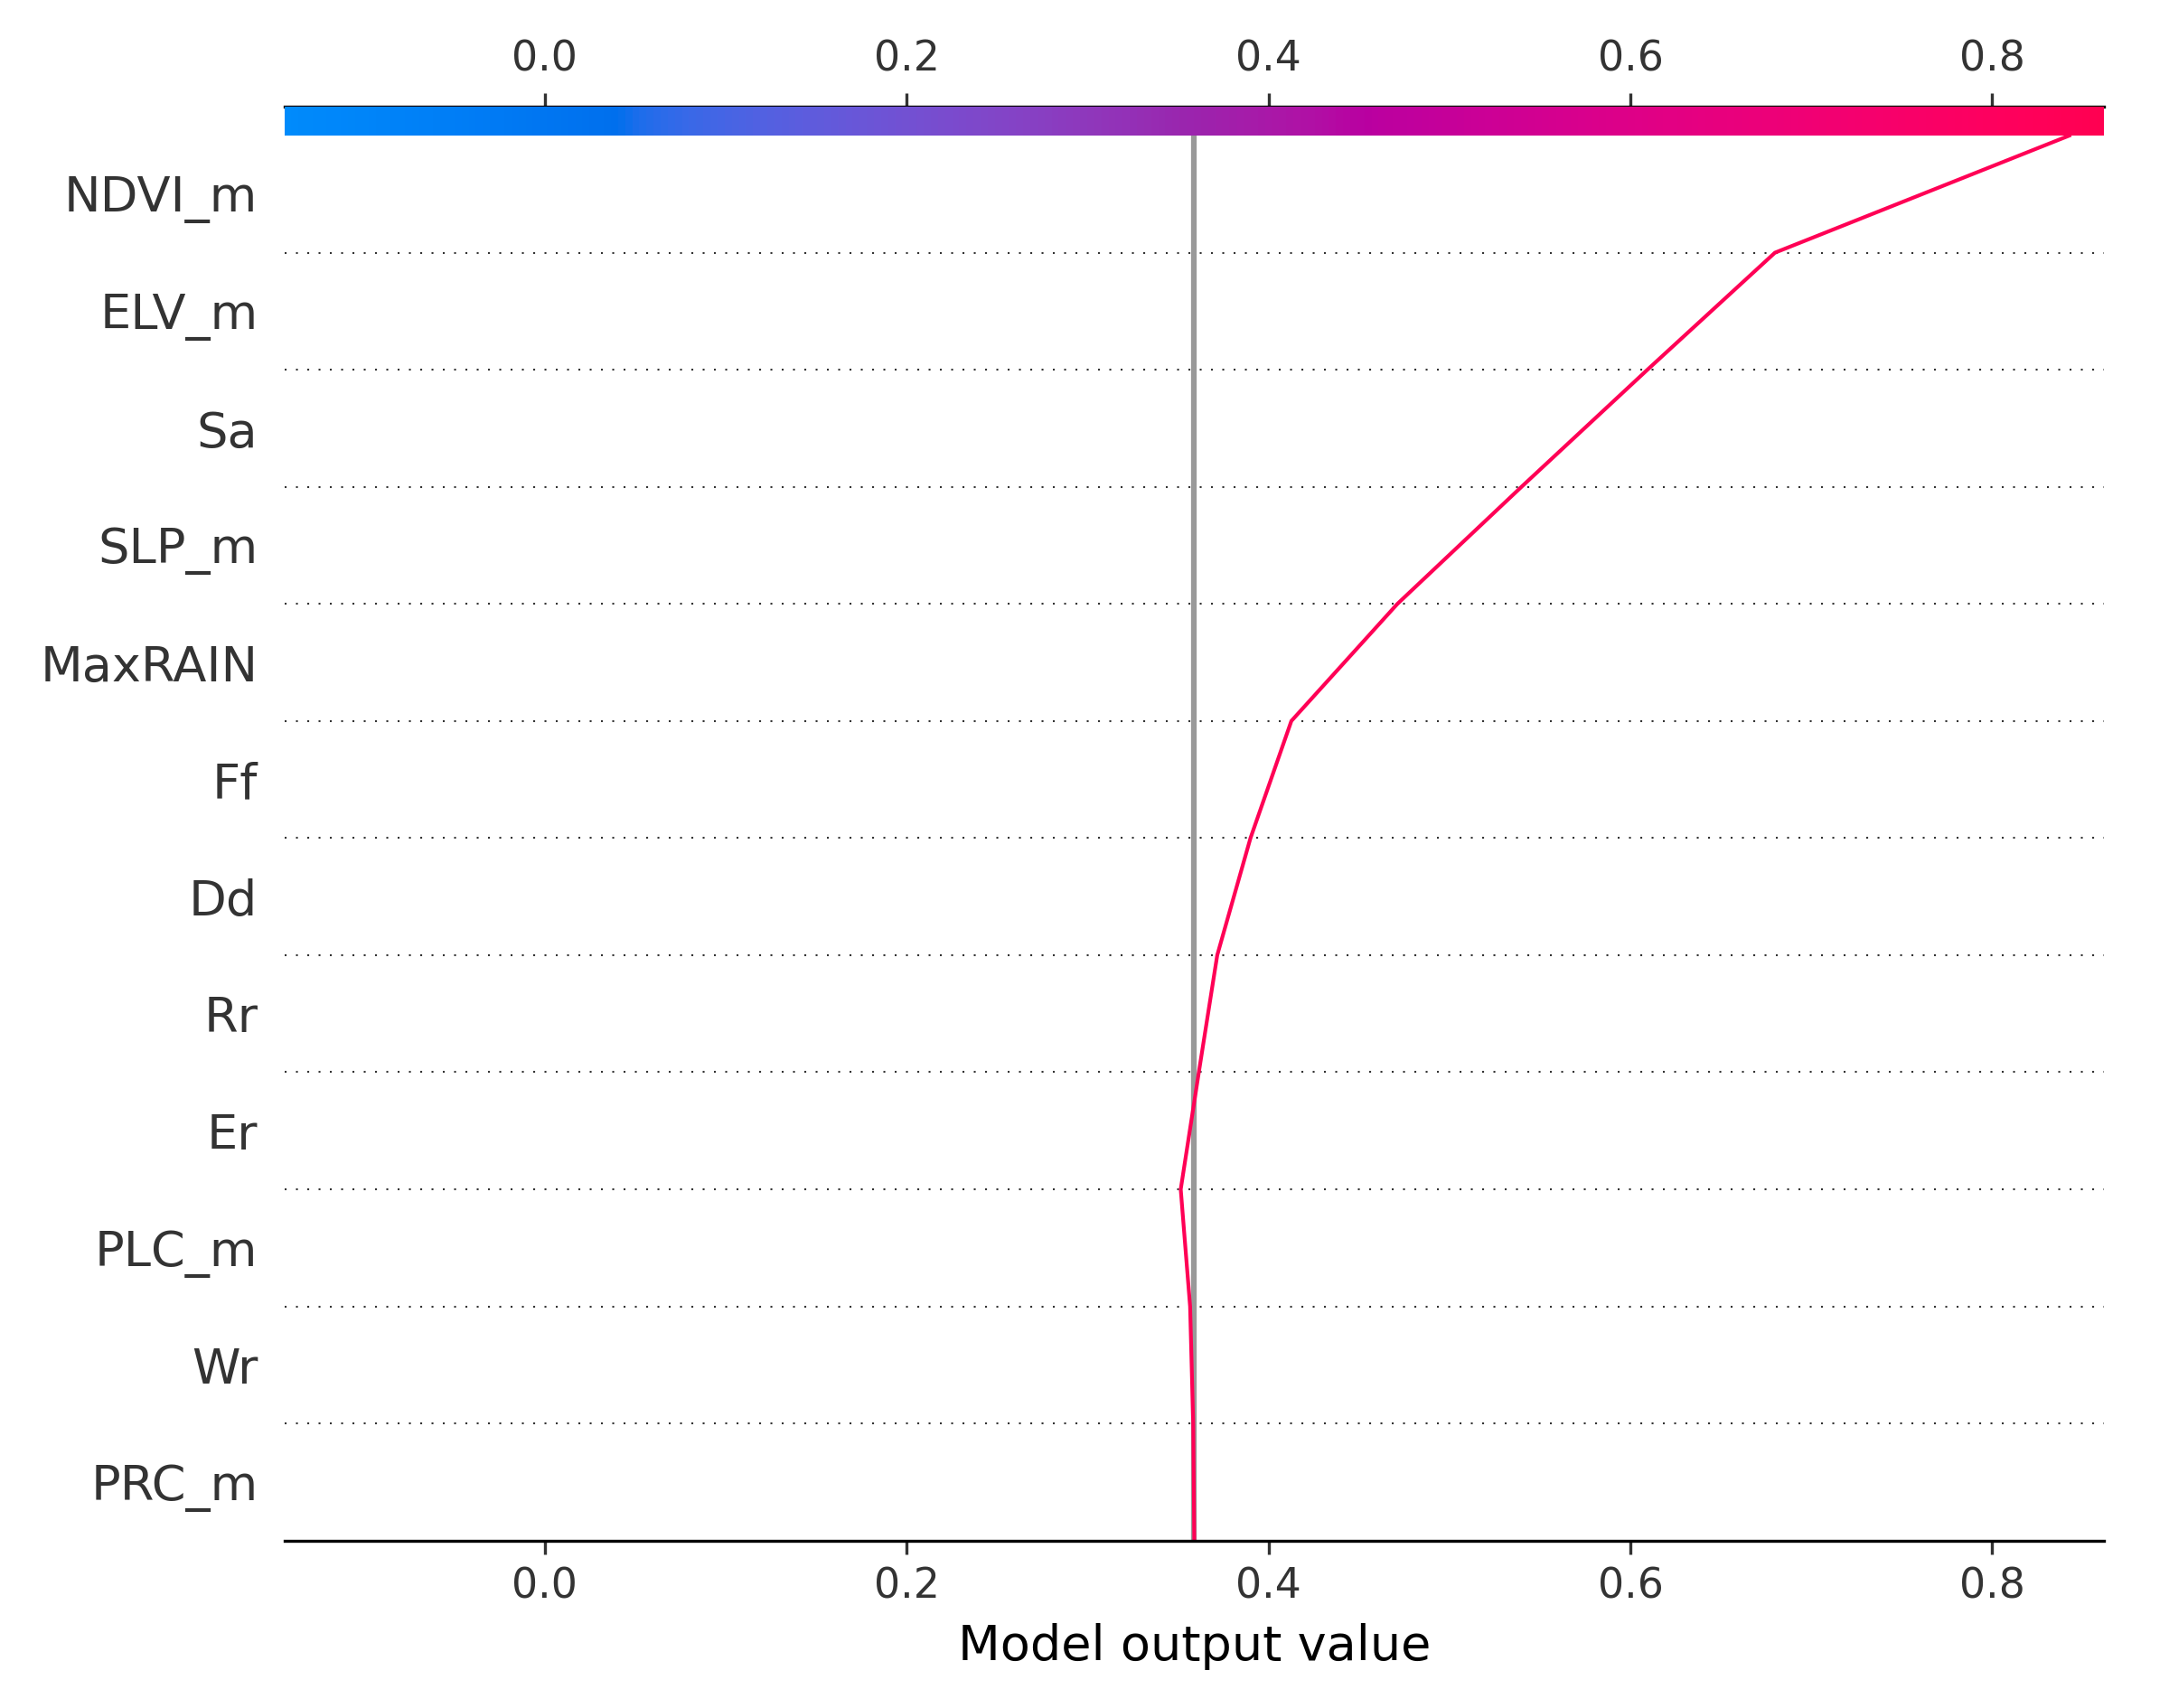 0.0 0.2 0.4 0.6 0.8
NDVI_m
ELV_m
Sa
SLP_m
MaxRAIN
Ff
Dd
Rr
Er
PLC_m
Wr
PRC_m
0.0 0.2 0.4 0.6 0.8
Model output value